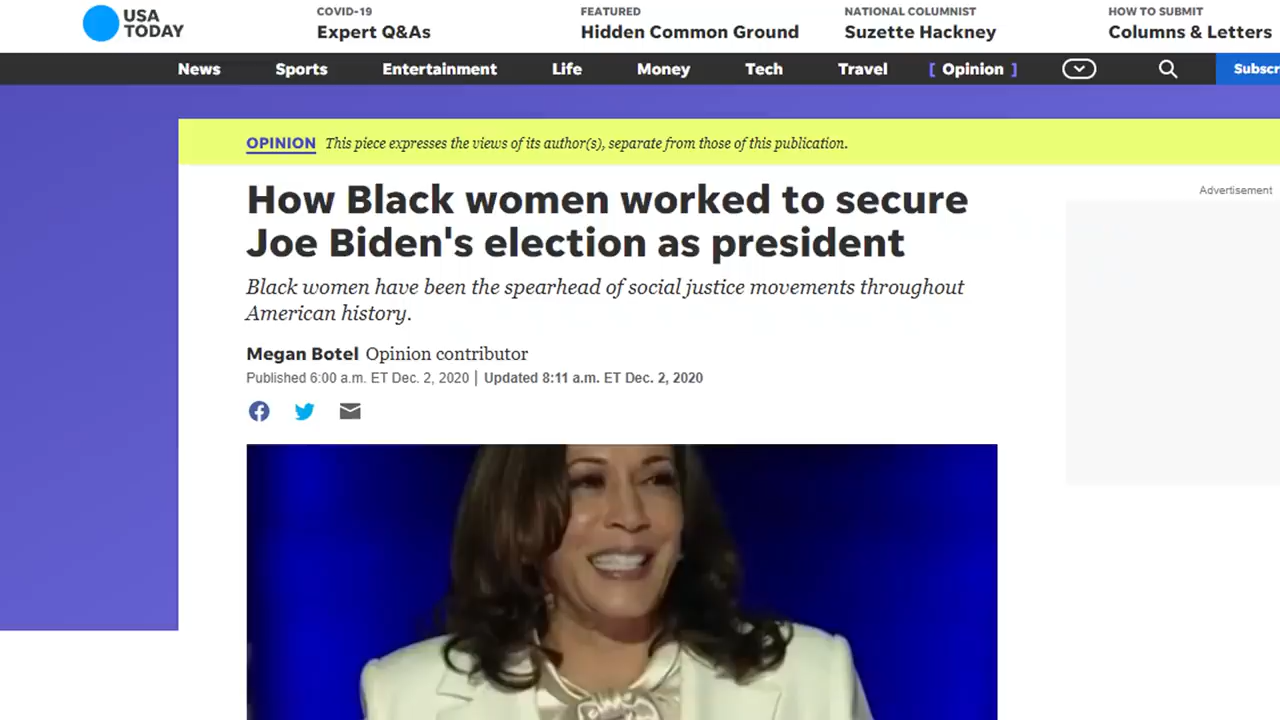 USA
TODAY
COVID-19
Expert Q&As
FEATURED
Hidden Common Ground
NATIONAL COLUMNIST
Suzette Hackney
HOW TO SUBMIT
Columns & Letters
News Sports Entertainment Life Money Tech Travel [ Opinion ] Subscr
OPINION This piece expresses the views of its author(s), separate from those of this publication.
How Black women worked to secure
Joe Biden's election as president
Advertisement
Black women have been the spearhead of social justice movements throughout
American history.
Megan Botel Opinion contributor
Published 6:00 a.m. ET Dec. 2, 2020 | Updated 8:11 a.m. ET Dec. 2, 2020